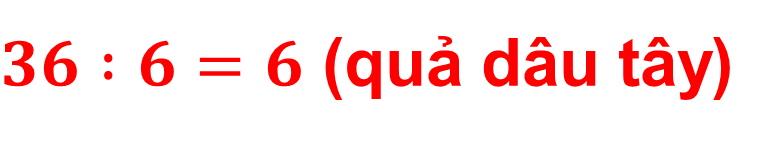 36 : 6 = 6 (quả dâu tây)